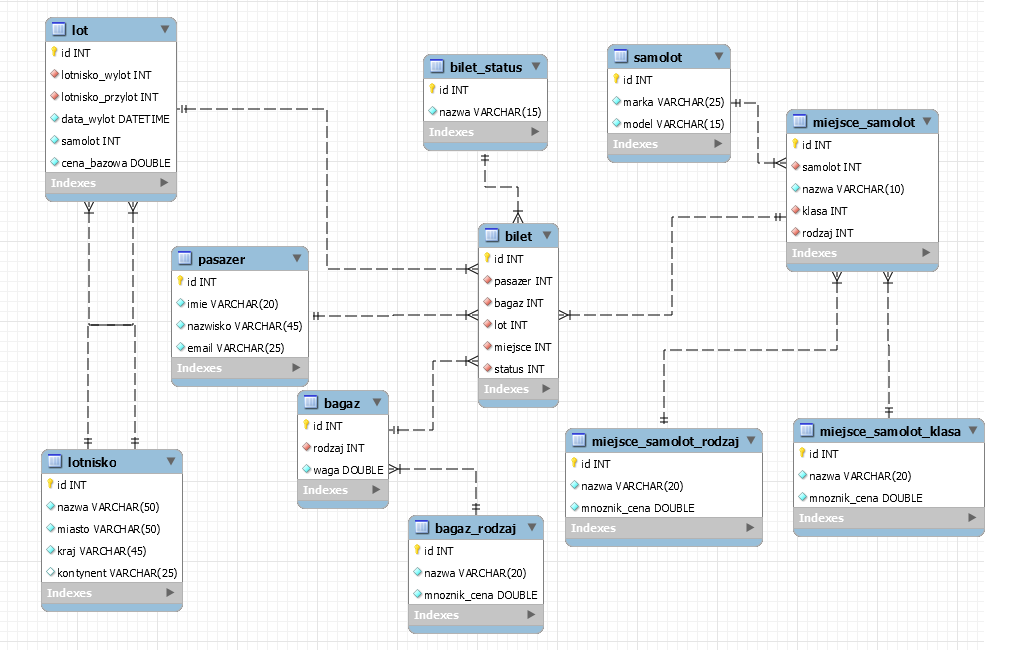 lot
id INT
lotnisko_wylot INT
lotnisko_przylot INT
data_wylot DATETIME
samolot INT
cena_bazowa DOUBLE
Indexes
bilet_status
id INT
nazwa VARCHAR(15)
Indexes
samolot
id INT
marka VARCHAR(25)
model VARCHAR(15)
Indexes
miejsce_samolot
id INT
samolot INT
nazwa VARCHAR(10)
klasa INT
rodzaj INT
Indexes
pasazer
id INT
imie VARCHAR(20)
nazwisko VARCHAR(45)
email VARCHAR(25)
Indexes
bilet
id INT
pasazer INT
bagaz INT
lot INT
miejsce INT
status INT
Indexes
bagaz
id INT
rodzaj INT
waga DOUBLE
Indexes
lotnisko
id INT
nazwa VARCHAR(50)
miasto VARCHAR(50)
kraj VARCHAR(45)
kontynent VARCHAR(25)
Indexes
bagaz_rodzaj
id INT
nazwa VARCHAR(20)
mnoznik_cena DOUBLE
Indexes
miejsce_samolot_rodzaj
id INT
nazwa VARCHAR(20)
mnoznik_cena DOUBLE
Indexes
miejsce_samolot_klasa
id INT
nazwa VARCHAR(20)
mnoznik_cena DOUBLE
Indexes